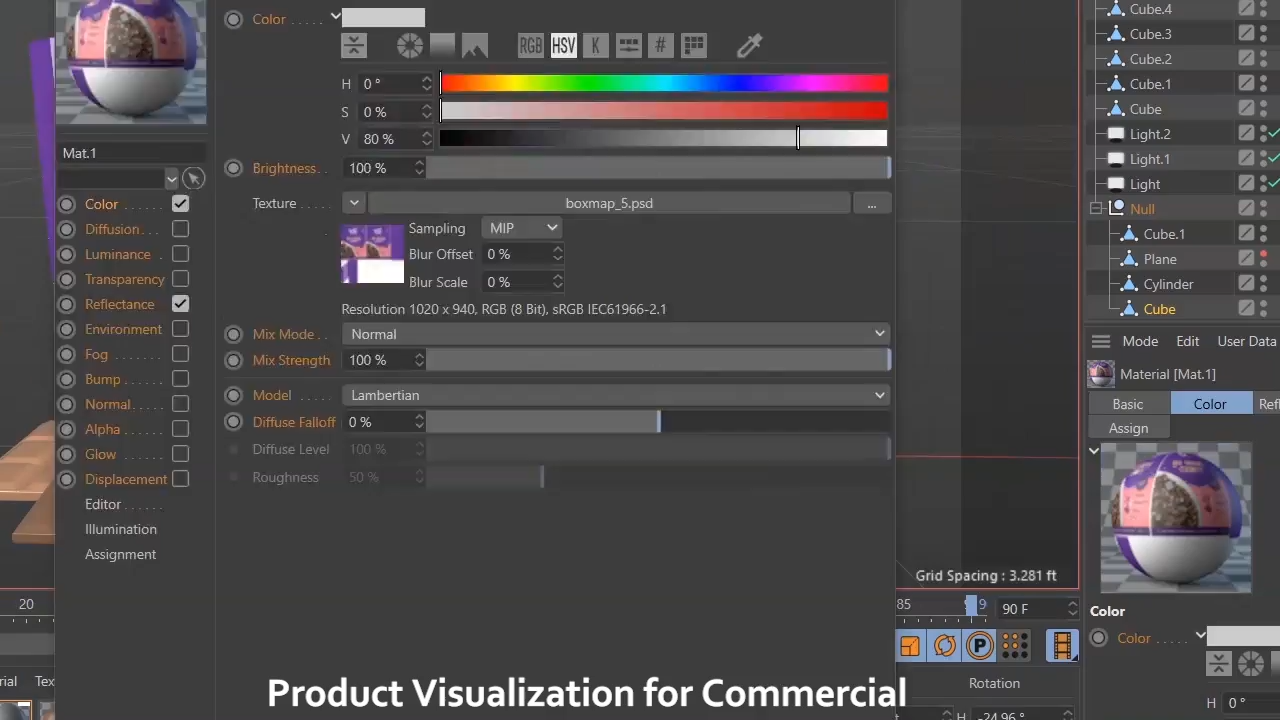 Color
RGB HSV K #
H 0 °
S 0 %
V 80 %
Mat.1
Brightness 100 %
Texture boxmap_5.psd ...
Sampling MIP
Blur Offset 0 %
Blur Scale 0 %
Resolution 1020 x 940, RGB (8 Bit), sRGB IEC61966-2.1
Mix Mode Normal
Mix Strength 100 %
Model Lambertian
Diffuse Falloff 0 %
Diffuse Level 100 %
Roughness 50 %
Color
Diffusion
Luminance
Transparency
Reflectance
Environment
Fog
Bump
Normal
Alpha
Glow
Displacement
Editor
Illumination
Assignment
Cube.4
Cube.3
Cube.2
Cube.1
Cube
Light.2
Light.1
Light
Null
Cube.1
Plane
Cylinder
Cube
Mode Edit User Data
Material [Mat.1]
Basic Color Refl
Assign
Color
Color
H 0 °
Grid Spacing : 3.281 ft
20 85 90 F
P
Rotation
H -24.96 °
Product Visualization for Commercial